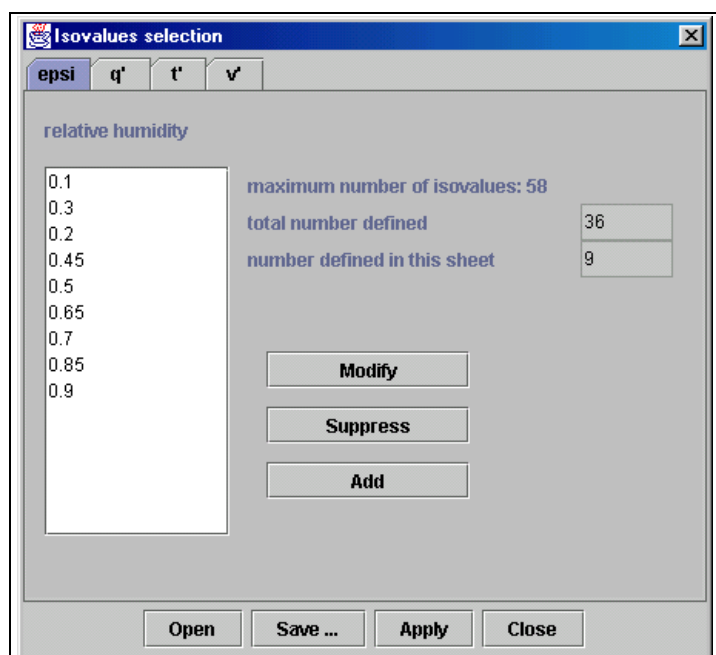 Isovalues selection
epsi q' t' v'
relative humidity
0.1
0.3
0.2
0.45
0.5
0.65
0.7
0.85
0.9
maximum number of isovalues: 58
total number defined 36
number defined in this sheet 9
Modify
Suppress
Add
Open Save ... Apply Close